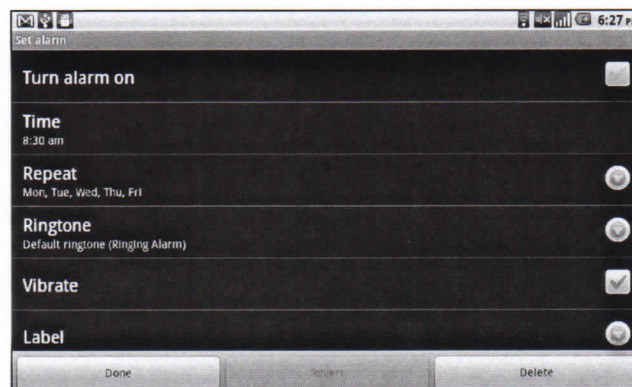 6:27 P
Set alarm
Turn alarm on
Time
8:30 am
Repeat
Mon, Tue, Wed, Thu, Fri
Ringtone
Default ringtone (Ringing Alarm)
Vibrate
Label
Done
Revert
Delete